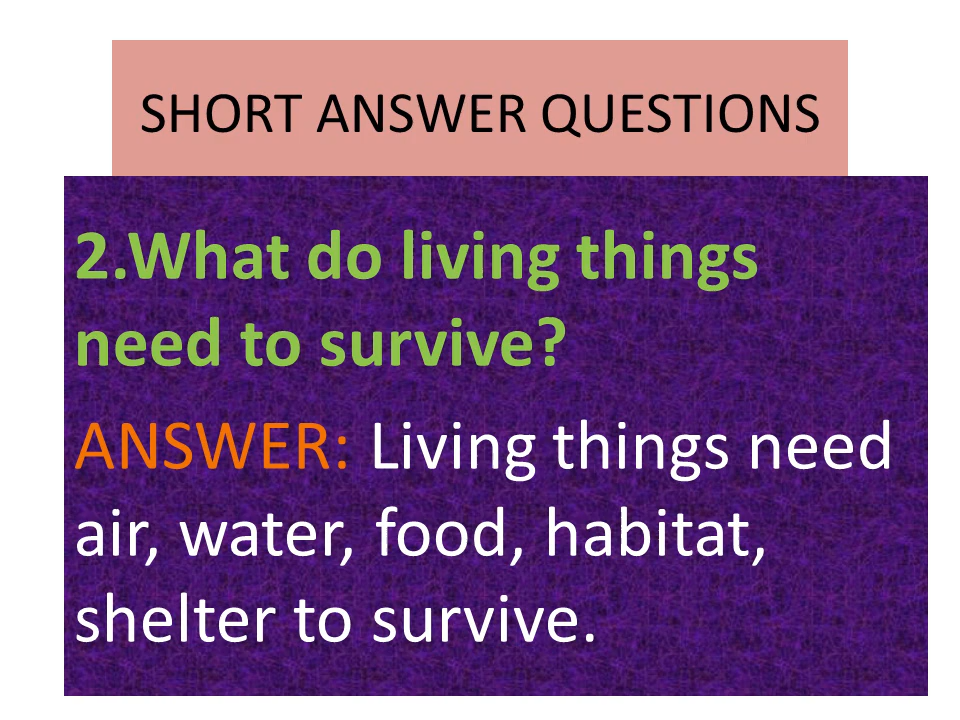 SHORT ANSWER QUESTIONS
2.What do living things
need to survive?
ANSWER: Living things need
air, water, food, habitat,
shelter to survive.